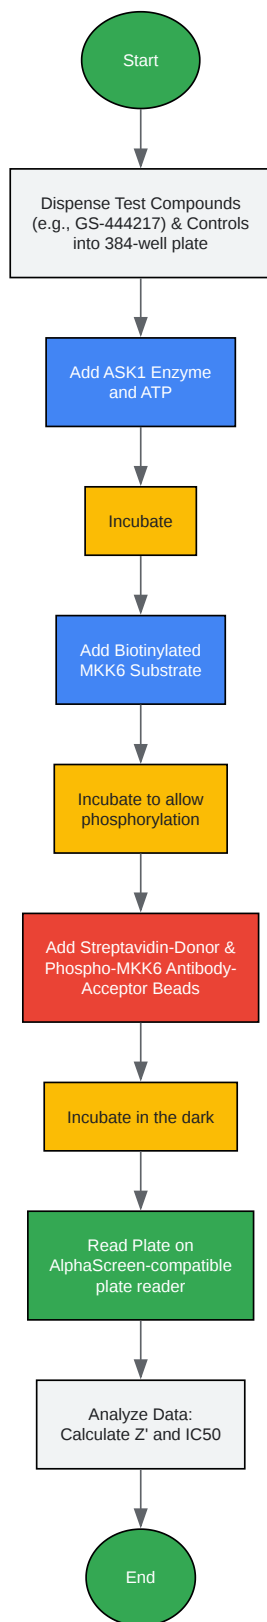 Start
Dispense Test Compounds
(e.g., GS-444217) & Controls
into 384-well plate
Add ASK1 Enzyme
and ATP
Incubate
Add Biotinylated
MKK6 Substrate
Incubate to allow
phosphorylation
Add Streptavidin-Donor &
Phospho-MKK6 Antibody-
Acceptor Beads
Incubate in the dark
Read Plate on
AlphaScreen-compatible
plate reader
Analyze Data:
Calculate Z' and IC50
End